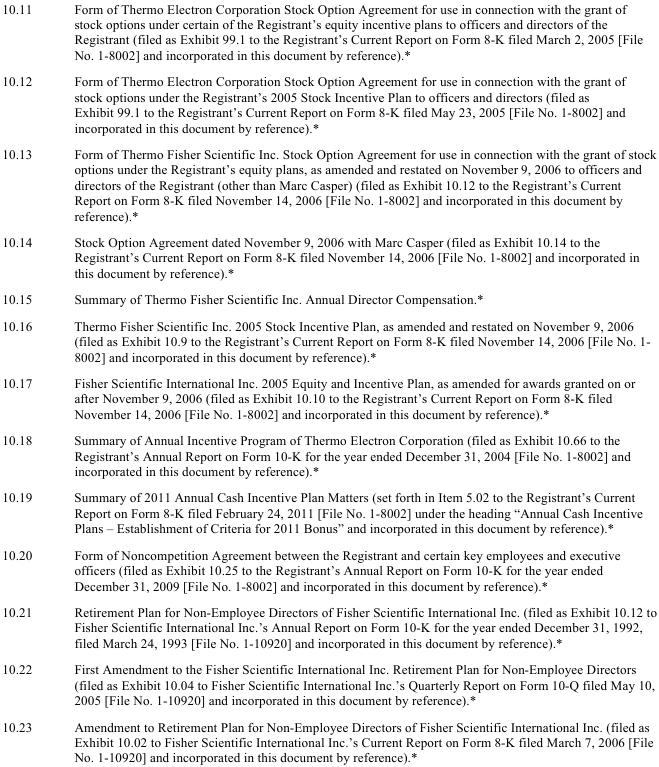 10.11 Form of Thermo Electron Corporation Stock Option Agreement for use in connection with the grant of
stock options under certain of the Registrant’s equity incentive plans to officers and directors of the
Registrant (filed as Exhibit 99.1 to the Registrant’s Current Report on Form 8-K filed March 2, 2005 [File
No. 1-8002] and incorporated in this document by reference).*
10.12 Form of Thermo Electron Corporation Stock Option Agreement for use in connection with the grant of
stock options under the Registrant’s 2005 Stock Incentive Plan to officers and directors (filed as
Exhibit 99.1 to the Registrant’s Current Report on Form 8-K filed May 23, 2005 [File No. 1-8002] and
incorporated in this document by reference).*
10.13 Form of Thermo Fisher Scientific Inc. Stock Option Agreement for use in connection with the grant of stock
options under the Registrant’s equity plans, as amended and restated on November 9, 2006 to officers and
directors of the Registrant (other than Marc Casper) (filed as Exhibit 10.12 to the Registrant’s Current
Report on Form 8-K filed November 14, 2006 [File No. 1-8002] and incorporated in this document by
reference).*
10.14 Stock Option Agreement dated November 9, 2006 with Marc Casper (filed as Exhibit 10.14 to the
Registrant’s Current Report on Form 8-K filed November 14, 2006 [File No. 1-8002] and incorporated in
this document by reference).*
10.15 Summary of Thermo Fisher Scientific Inc. Annual Director Compensation.*
10.16 Thermo Fisher Scientific Inc. 2005 Stock Incentive Plan, as amended and restated on November 9, 2006
(filed as Exhibit 10.9 to the Registrant’s Current Report on Form 8-K filed November 14, 2006 [File No. 1-
8002] and incorporated in this document by reference).*
10.17 Fisher Scientific International Inc. 2005 Equity and Incentive Plan, as amended for awards granted on or
after November 9, 2006 (filed as Exhibit 10.10 to the Registrant’s Current Report on Form 8-K filed
November 14, 2006 [File No. 1-8002] and incorporated in this document by reference).*
10.18 Summary of Annual Incentive Program of Thermo Electron Corporation (filed as Exhibit 10.66 to the
Registrant’s Annual Report on Form 10-K for the year ended December 31, 2004 [File No. 1-8002] and
incorporated in this document by reference).*
10.19 Summary of 2011 Annual Cash Incentive Plan Matters (set forth in Item 5.02 to the Registrant’s Current
Report on Form 8-K filed February 24, 2011 [File No. 1-8002] under the heading “Annual Cash Incentive
Plans – Establishment of Criteria for 2011 Bonus” and incorporated in this document by reference).*
10.20 Form of Noncompetition Agreement between the Registrant and certain key employees and executive
officers (filed as Exhibit 10.25 to the Registrant’s Annual Report on Form 10-K for the year ended
December 31, 2009 [File No. 1-8002] and incorporated in this document by reference).*
10.21 Retirement Plan for Non-Employee Directors of Fisher Scientific International Inc. (filed as Exhibit 10.12 to
Fisher Scientific International Inc.’s Annual Report on Form 10-K for the year ended December 31, 1992,
filed March 24, 1993 [File No. 1-10920] and incorporated in this document by reference).*
10.22 First Amendment to the Fisher Scientific International Inc. Retirement Plan for Non-Employee Directors
(filed as Exhibit 10.04 to Fisher Scientific International Inc.’s Quarterly Report on Form 10-Q filed May 10,
2005 [File No. 1-10920] and incorporated in this document by reference).*
10.23 Amendment to Retirement Plan for Non-Employee Directors of Fisher Scientific International Inc. (filed as
Exhibit 10.02 to Fisher Scientific International Inc.’s Current Report on Form 8-K filed March 7, 2006 [File
No. 1-10920] and incorporated in this document by reference).*